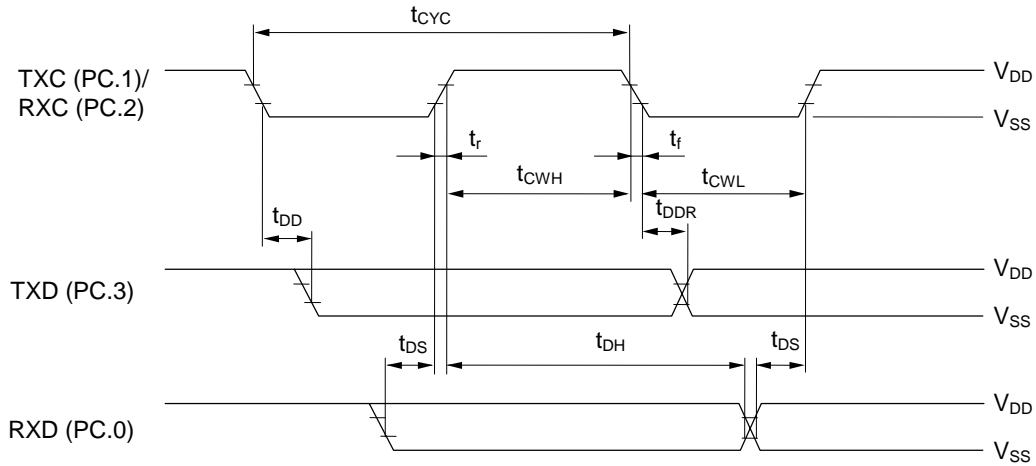 tCYC
TXC (PC.1)/
RXC (PC.2)
VDD
VSS
tr
tf
tCWH
tCWL
tDD
tDDR
TXD (PC.3)
VDD
VSS
tDS
tDH
tDS
RXD (PC.0)
VDD
VSS